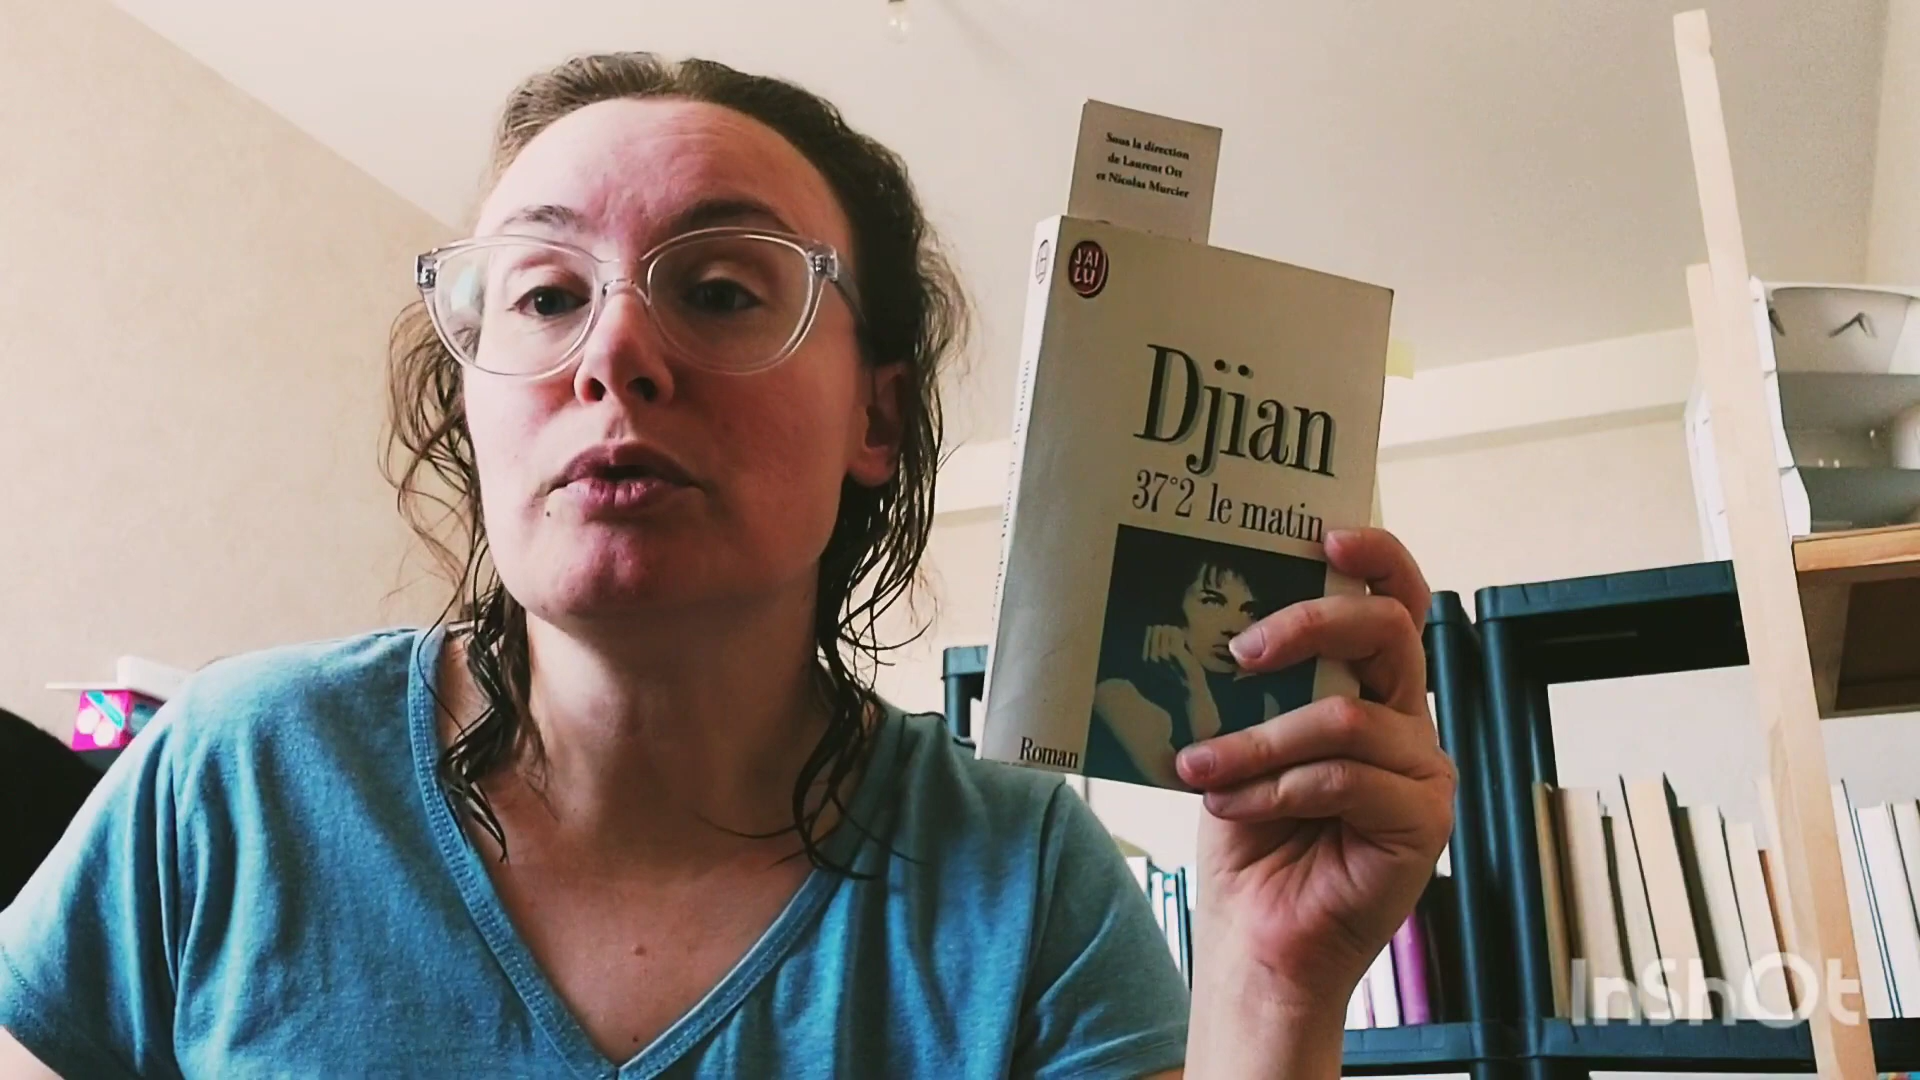 Sous la direction
de Laurent Ott
et Nicolas Murcier
J'AI
LU
Djian
37°2 le matin
Roman
InShOt